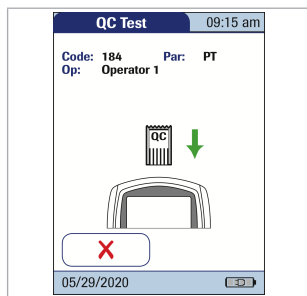 QC Test 09:15 am
Code: 184 Par: PT
Op: Operator 1
QC
05/29/2020